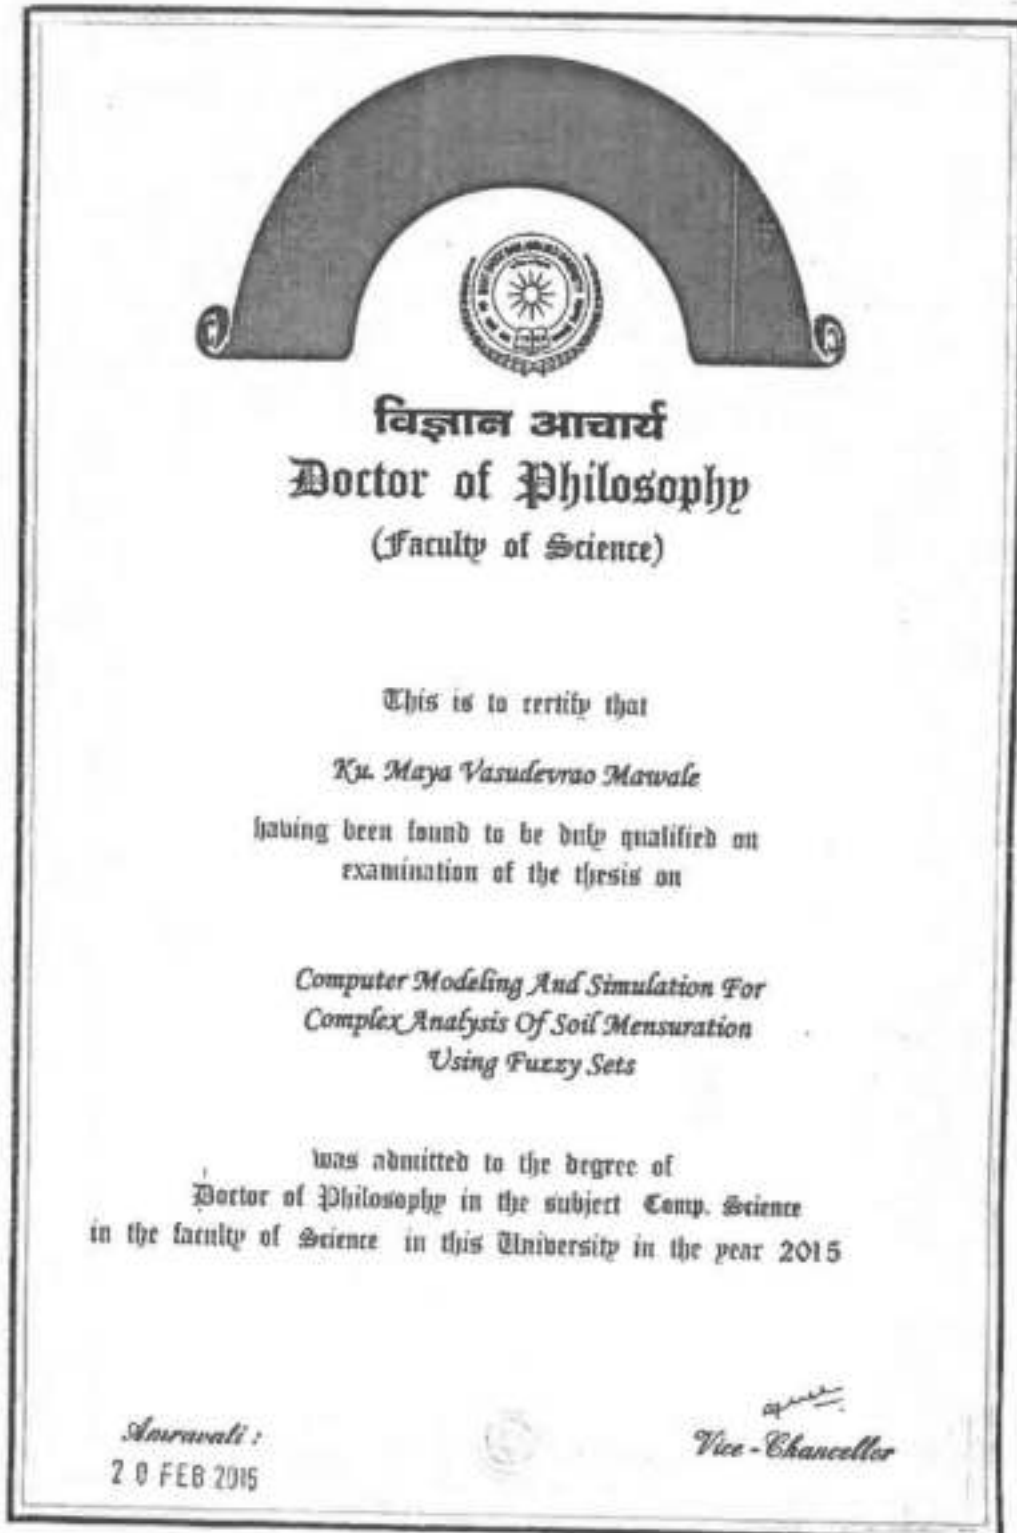 विज्ञान आचार्य
Doctor of Philosophy
(Faculty of Science)
This is to certify that
Ku. Maya Vasudevrao Mawale
having been found to be duly qualified on
examination of the thesis on
Computer Modeling And Simulation For
Complex Analysis Of Soil Mensuration
Using Fuzzy Sets
was admitted to the degree of
Doctor of Philosophy in the subject Comp. Science
in the faculty of Science in this University in the year 2015
Amravati :
20 FEB 2015
Vice-Chancellor